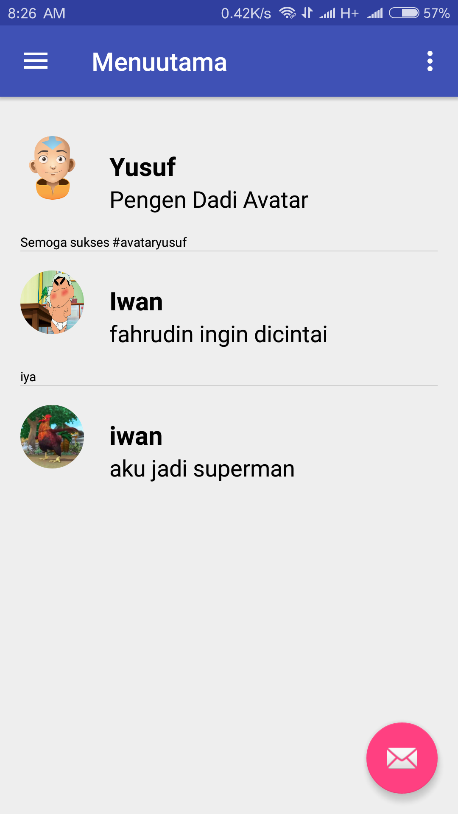 8:26 AM 0.42K/s H+ 57%
Menuutama
Yusuf
Pengen Dadi Avatar
Semoga sukses #avataryusuf
Iwan
fahrudin ingin dicintai
iya
iwan
aku jadi superman